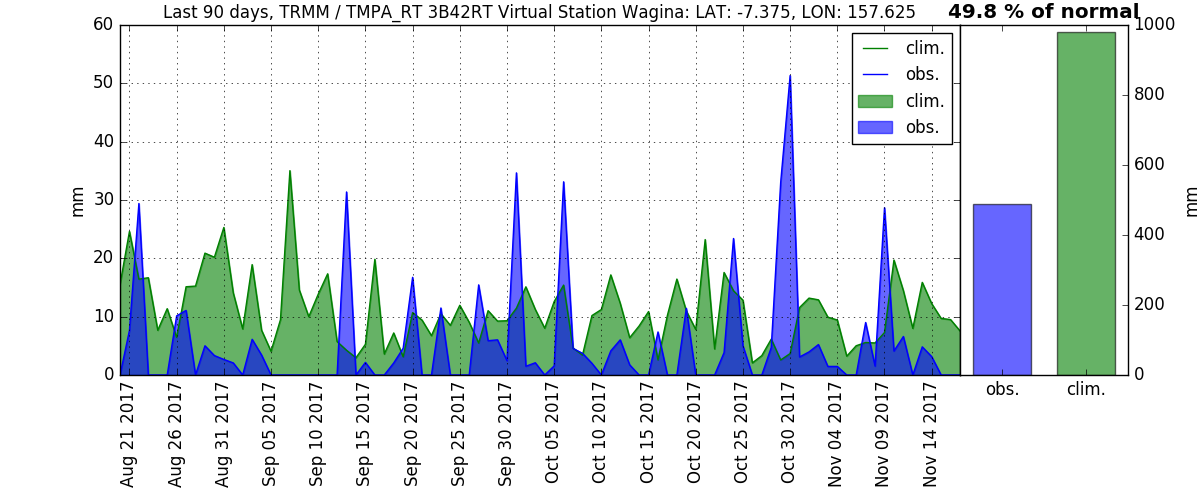 Last 90 days, TRMM / TMPA_RT 3B42RT Virtual Station Wagina: LAT: -7.375, LON: 157.625
49.8 % of normal
60
50
40
30
20
10
0
mm
clim.
obs.
clim.
obs.
1000
800
600
400
200
0
mm
obs.
clim.
Aug 21 2017
Aug 26 2017
Aug 31 2017
Sep 05 2017
Sep 10 2017
Sep 15 2017
Sep 20 2017
Sep 25 2017
Sep 30 2017
Oct 05 2017
Oct 10 2017
Oct 15 2017
Oct 20 2017
Oct 25 2017
Oct 30 2017
Nov 04 2017
Nov 09 2017
Nov 14 2017